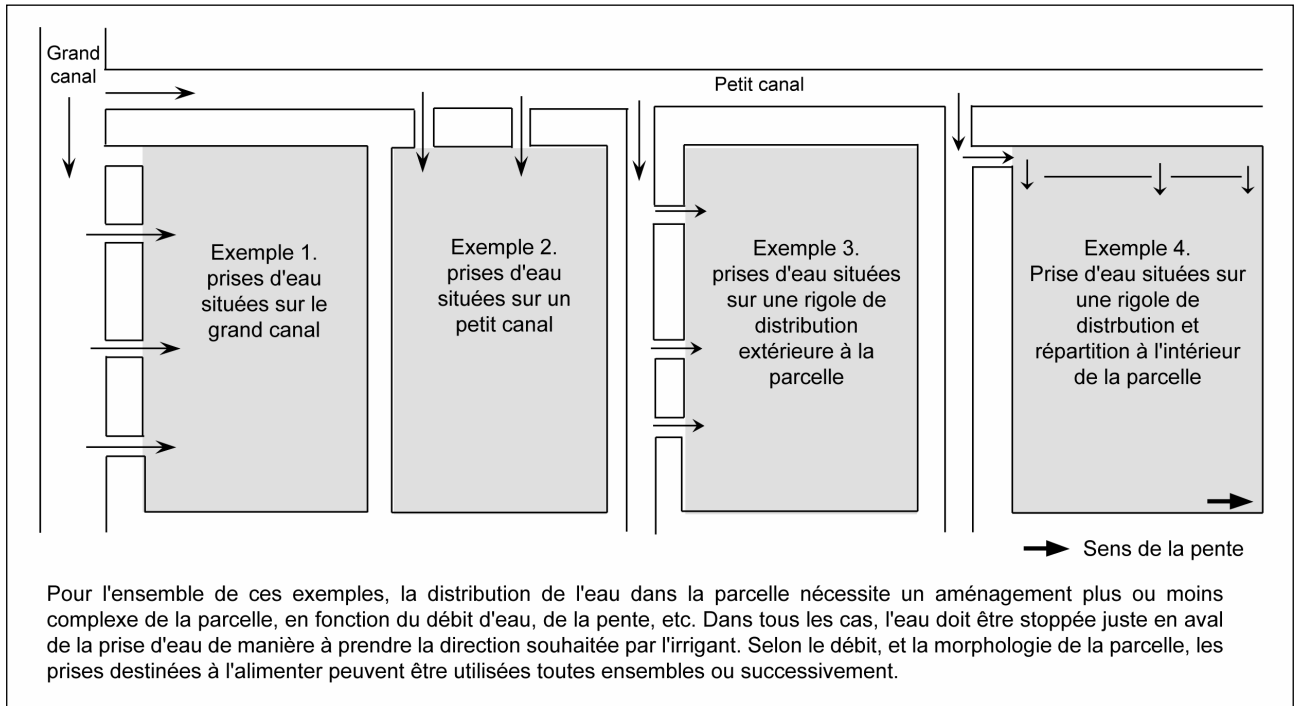 Grand
canal
Petit canal
Exemple 1.
prises d'eau
situées sur le
grand canal
Exemple 2.
prises d'eau
situées sur un
petit canal
Exemple 3.
prises d'eau situées
sur une rigole de
distribution
extérieure à la
parcelle
Exemple 4.
Prise d'eau situées sur
une rigole de
distrbution et
répartition à l'intérieur
de la parcelle
Sens de la pente
Pour l'ensemble de ces exemples, la distribution de l'eau dans la parcelle nécessite un aménagement plus ou moins
complexe de la parcelle, en fonction du débit d'eau, de la pente, etc. Dans tous les cas, l'eau doit être stoppée juste en aval
de la prise d'eau de manière à prendre la direction souhaitée par l'irrigant. Selon le débit, et la morphologie de la parcelle, les
prises destinées à l'alimenter peuvent être utilisées toutes ensembles ou successivement.